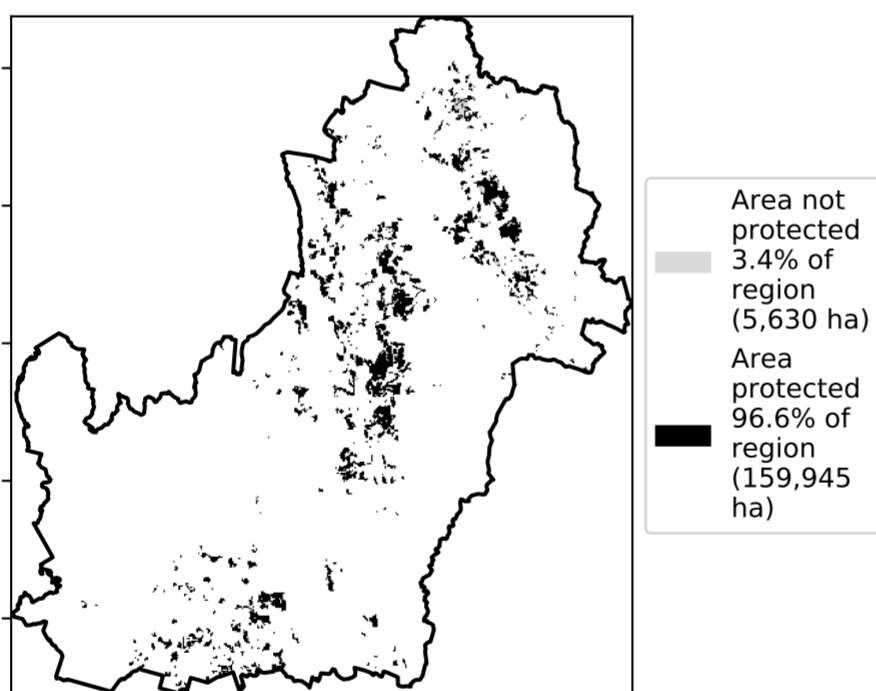 Area not
protected
3.4% of
region
(5,630 ha)
Area
protected
96.6% of
region
(159,945
ha)